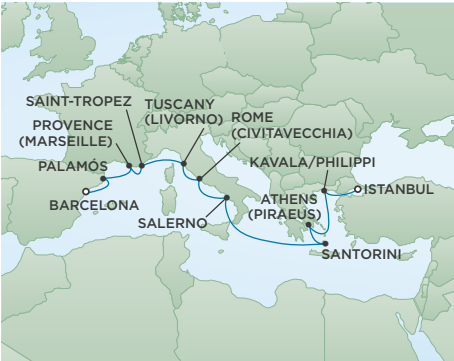 SAINT-TROPEZ
TUSCANY
(LIVORNO)
ROME
(CIVITAVECCHIA)
PROVENCE
(MARSEILLE)
KAVALA/PHILIPPI
PALAMÓS
ISTANBUL
BARCELONA
ATHENS
(PIRAEUS)
SALERNO
SANTORINI